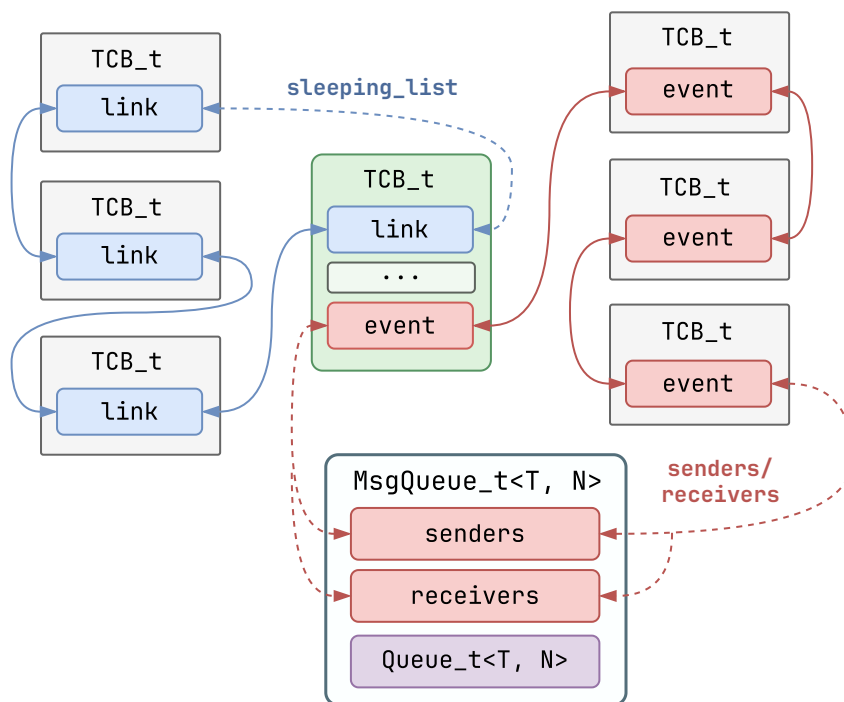 TCB_t
link
TCB_t
link
TCB_t
link
sleeping_list
TCB_t
link
...
event
TCB_t
event
TCB_t
event
TCB_t
event
senders/
receivers
MsgQueue_t<T, N>
senders
receivers
Queue_t<T, N>